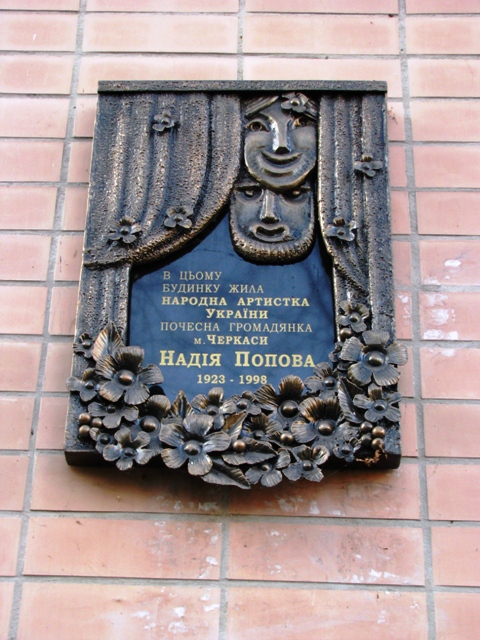 В ЦЬОМУ
БУДИНКУ ЖИЛА
НАРОДНА АРТИСТКА
УКРАЇНИ
ПОЧЕСНА ГРОМАДЯНКА
м. ЧЕРКАСИ
НАДІЯ ПОПОВА
1923 - 1998